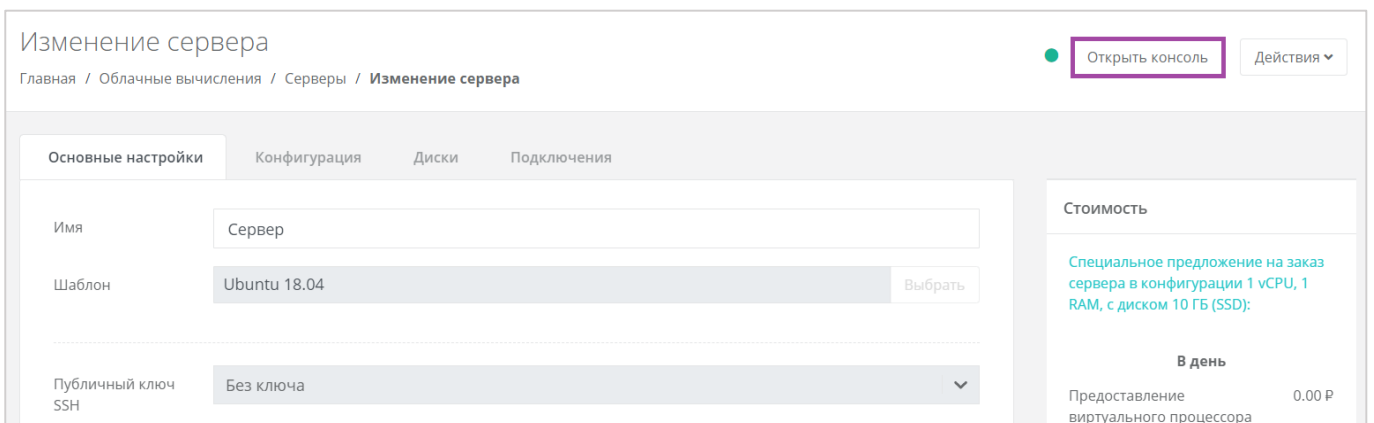 Изменение сервера
Главная / Облачные вычисления / Серверы / Изменение сервера
Открыть консоль
Действия
Основные настройки
Конфигурация
Диски
Подключения
Имя
Сервер
Шаблон
Ubuntu 18.04
Выбрать
Публичный ключ
SSH
Без ключа
Стоимость
Специальное предложение на заказ
сервера в конфигурации 1 vCPU, 1
RAM, с диском 10 ГБ (SSD):
В день
Предоставление
0.00 ₽
виртуального процессора